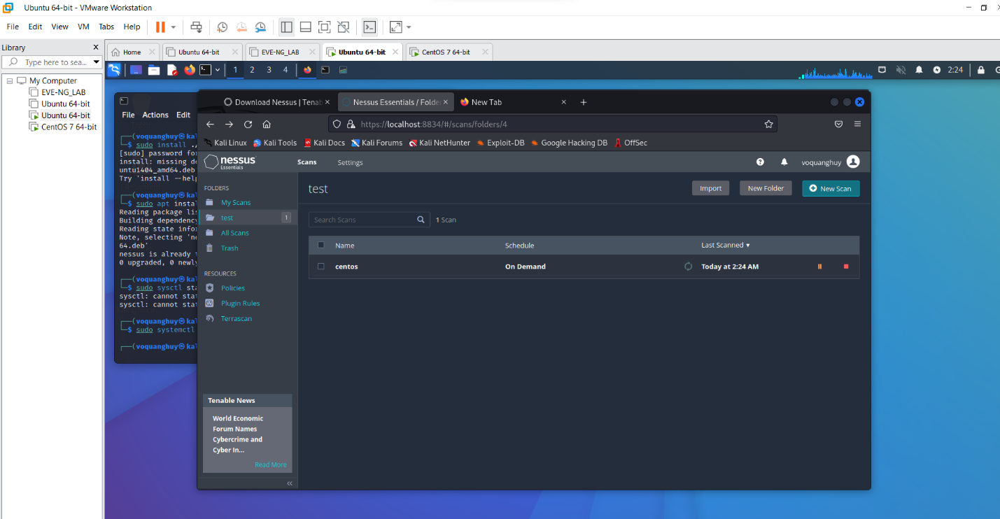 Ubuntu 64-bit - VMware Workstation
File Edit View VM Tabs Help
Library
Type here to sea...
Home
Ubuntu 64-bit
EVE-NG_LAB
Ubuntu 64-bit
CentOS 7 64-bit
My Computer
EVE-NG_LAB
Ubuntu 64-bit
Ubuntu 64-bit
CentOS 7 64-bit
1 2 3 4
2:24
File Actions Edit
(voquanghuy㉿kal
$ sudo install ./
[sudo] password fo
install: missing de
untu1404_amd64.deb
Try 'install --help
(voquanghuy㉿kal
$ sudo apt instal
Reading package lis
Building dependency
Reading state infor
Note, selecting 'ne
64.deb'
nessus is already
0 upgraded, 0 newly
(voquanghuy㉿kal
$ sudo sysctl sta
sysctl: cannot stat
sysctl: cannot stat
(voquanghuy㉿kal
$ sudo systemctl
(voquanghuy㉿kal
Download Nessus | Tenab
Nessus Essentials / Folde
New Tab
https://localhost:8834/#/scans/folders/4
Kali Linux
Kali Tools
Kali Docs
Kali Forums
Kali NetHunter
Exploit-DB
Google Hacking DB
OffSec
nessus
Essentials
Scans
Settings
voquanghuy
FOLDERS
My Scans
test 1
All Scans
Trash
RESOURCES
Policies
Plugin Rules
Terrascan
Tenable News
World Economic
Forum Names
Cybercrime and
Cyber In...
Read More
test
Import
New Folder
New Scan
Search Scans
1 Scan
Name Schedule Last Scanned
centos On Demand Today at 2:24 AM